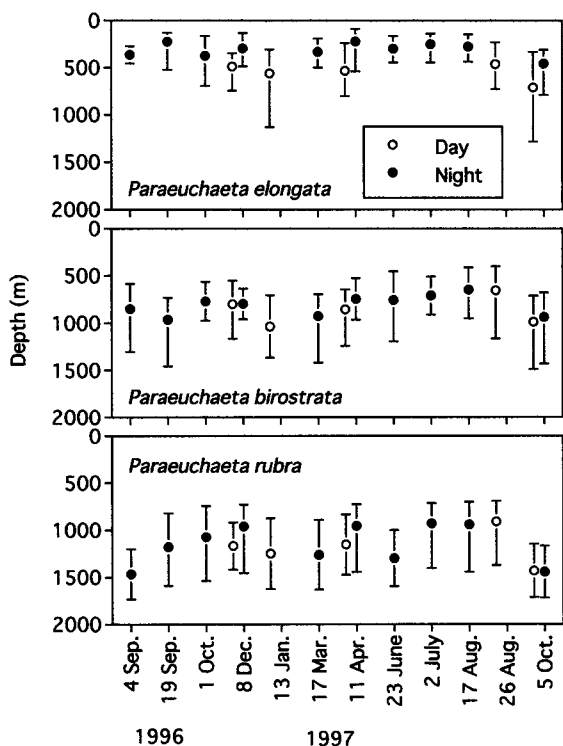 0
500
1000
1500
2000
Day
Night
Paraeuchaeta elongata
0
500
1000
1500
2000
Paraeuchaeta birostrata
Depth (m)
0
500
1000
1500
2000
Paraeuchaeta rubra
4 Sep.
19 Sep.
1 Oct.
8 Dec.
13 Jan.
17 Mar.
11 Apr.
23 June
2 July
17 Aug.
26 Aug.
5 Oct.
1996
1997